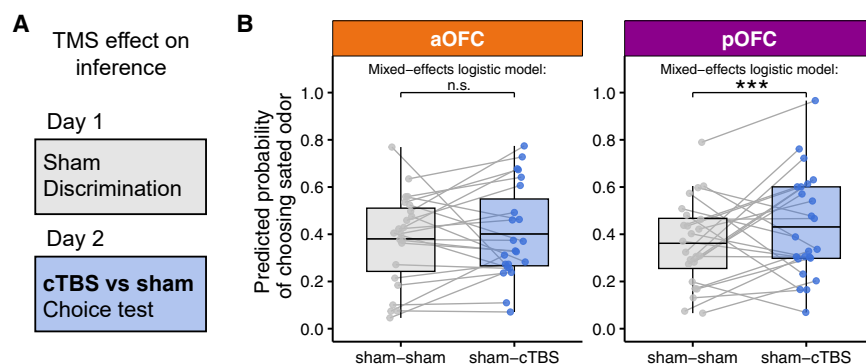 A
TMS effect on
inference
Day 1
Sham
Discrimination
Day 2
cTBS vs sham
Choice test
B
aOFC
pOFC
Mixed−effects logistic model:
n.s.
Mixed−effects logistic model:
***
Predicted probability
of choosing sated odor
1.0
0.8
0.6
0.4
0.2
0.0
sham−sham
sham−cTBS
1.0
0.8
0.6
0.4
0.2
0.0
sham−sham
sham−cTBS